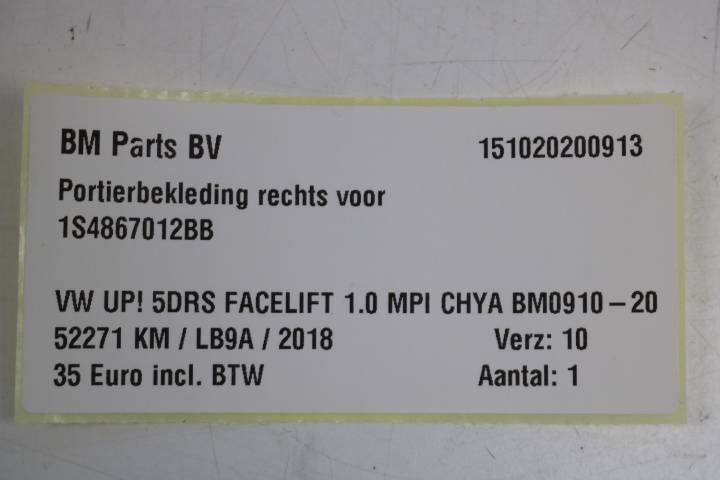 BM Parts BV 151020200913
Portierbekleding rechts voor
1S4867012BB
VW UP! 5DRS FACELIFT 1.0 MPI CHYA BM0910-20
52271 KM / LB9A / 2018 Verz: 10
35 Euro incl. BTW Aantal: 1